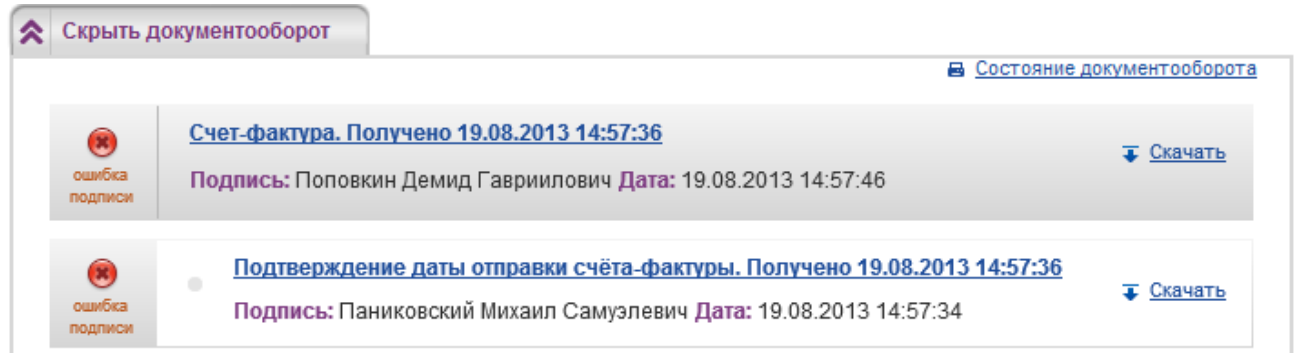 Скрыть документооборот
Состояние документооборота
Счет-фактура. Получено 19.08.2013 14:57:36
ошибка подписи
Скачать
Подпись: Поповкин Демид Гавриилович Дата: 19.08.2013 14:57:46
Подтверждение даты отправки счёта-фактуры. Получено 19.08.2013 14:57:36
ошибка подписи
Скачать
Подпись: Паниковский Михаил Самуэлевич Дата: 19.08.2013 14:57:34